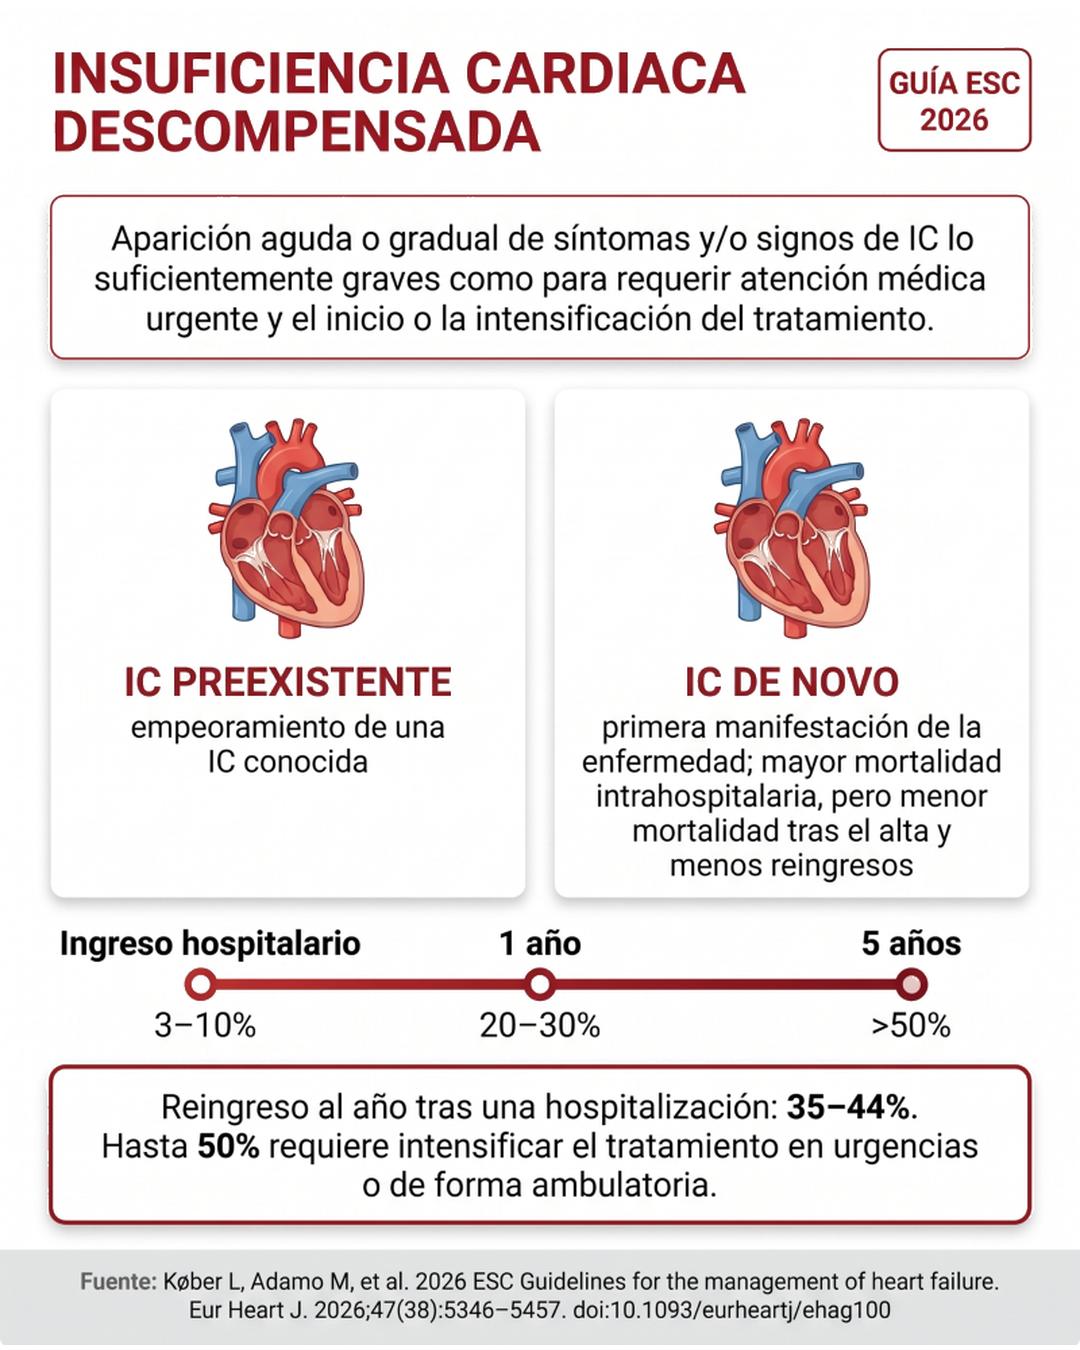 INSUFICIENCIA CARDIACA
DESCOMPENSADA
GUÍA ESC
2026
Aparición aguda o gradual de síntomas y/o signos de IC lo
suficientemente graves como para requerir atención médica
urgente y el inicio o la intensificación del tratamiento.
IC PREEXISTENTE
empeoramiento de una
IC conocida
IC DE NOVO
primera manifestación de la
enfermedad; mayor mortalidad
intrahospitalaria, pero menor
mortalidad tras el alta y
menos reingresos
Ingreso hospitalario
1 año
5 años
3–10%
20–30%
>50%
Reingreso al año tras una hospitalización: 35–44%.
Hasta 50% requiere intensificar el tratamiento en urgencias
o de forma ambulatoria.
Fuente: Køber L, Adamo M, et al. 2026 ESC Guidelines for the management of heart failure.
Eur Heart J. 2026;47(38):5346–5457. doi:10.1093/eurheartj/ehag100